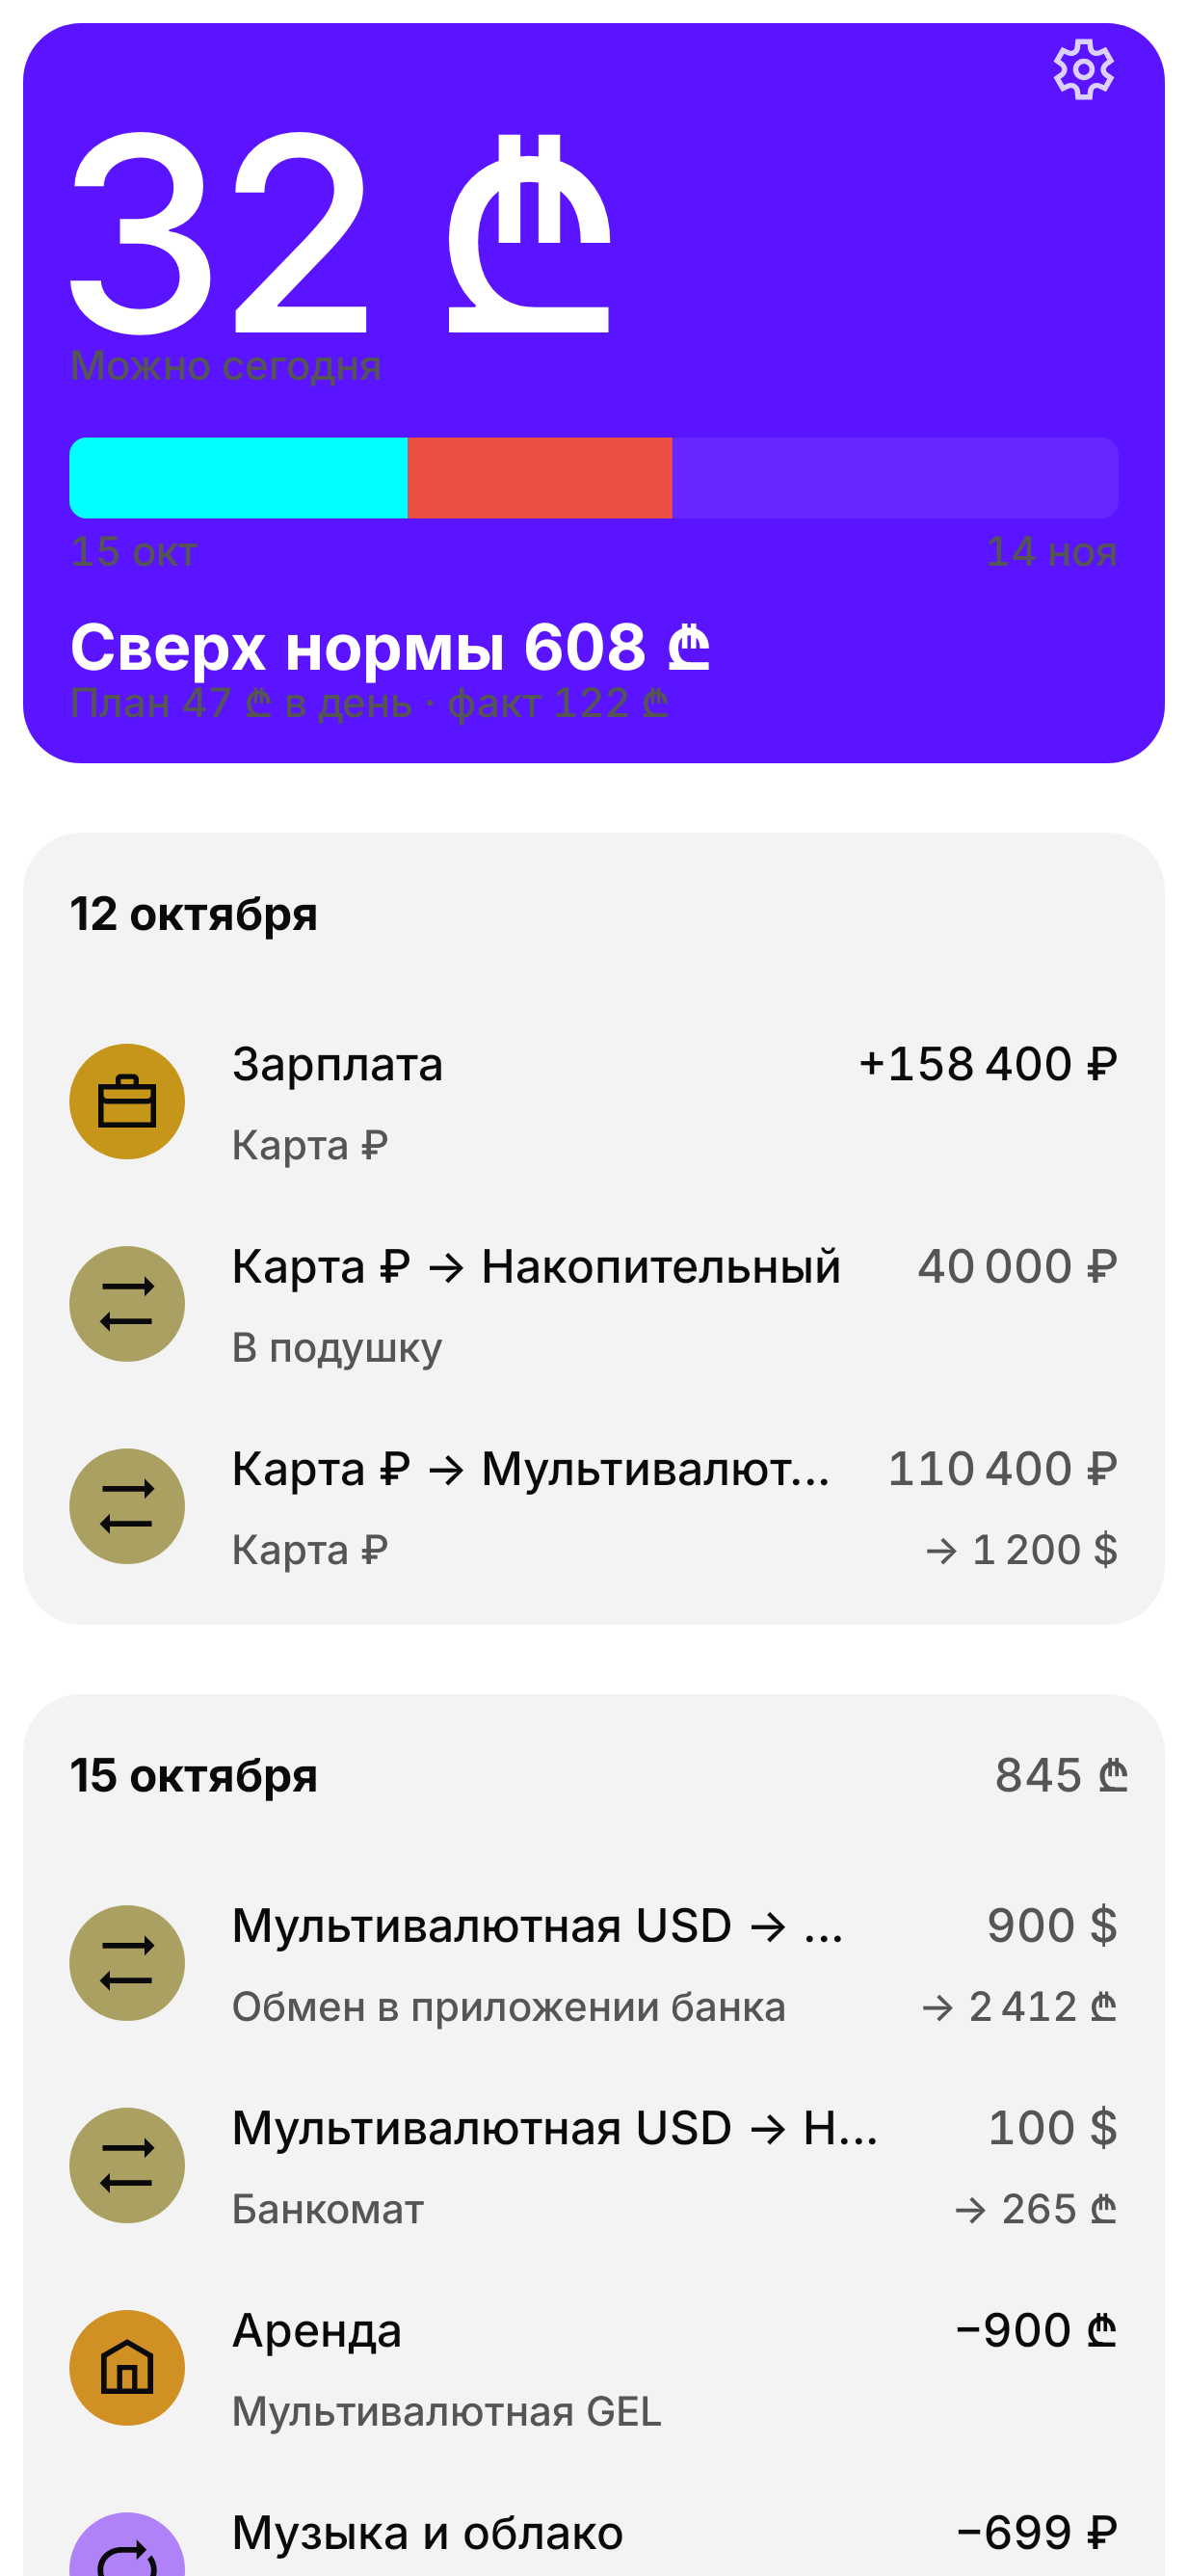 32 ₾
Можно сегодня
15 окт 14 ноя
Сверх нормы 608 ₾
План 47 ₾ в день · факт 122 ₾
12 октября
Зарплата +158 400 ₽
Карта ₽
Карта ₽ → Накопительный 40 000 ₽
В подушку
Карта ₽ → Мультивалют... 110 400 ₽
Карта ₽ → 1 200 $
15 октября 845 ₾
Мультивалютная USD → ... 900 $
Обмен в приложении банка → 2 412 ₾
Мультивалютная USD → Н... 100 $
Банкомат → 265 ₾
Аренда −900 ₾
Мультивалютная GEL
Музыка и облако −699 ₽